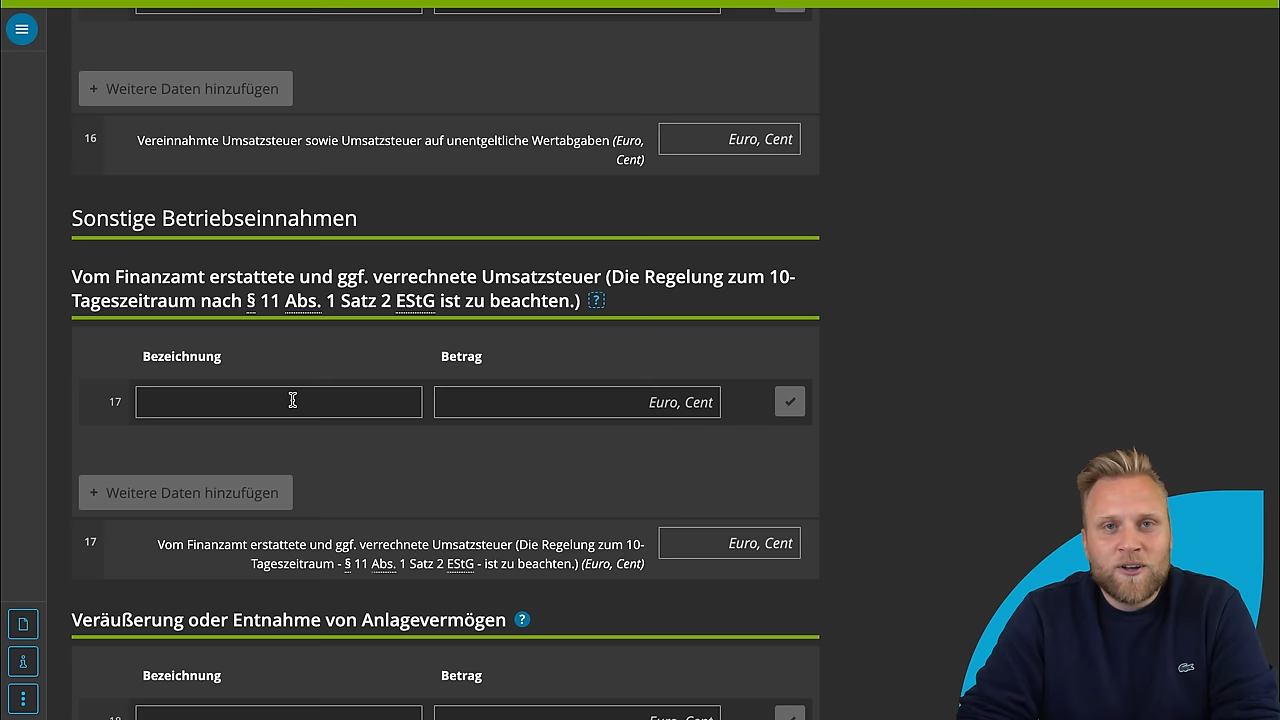 + Weitere Daten hinzufügen
16
Vereinnahmte Umsatzsteuer sowie Umsatzsteuer auf unentgeltliche Wertabgaben (Euro,
Cent)
Euro, Cent
Sonstige Betriebseinnahmen
Vom Finanzamt erstattete und ggf. verrechnete Umsatzsteuer (Die Regelung zum 10-
Tageszeitraum nach § 11 Abs. 1 Satz 2 EStG ist zu beachten.) ?
Bezeichnung
Betrag
17
Euro, Cent
+ Weitere Daten hinzufügen
17
Vom Finanzamt erstattete und ggf. verrechnete Umsatzsteuer (Die Regelung zum 10-
Tageszeitraum - § 11 Abs. 1 Satz 2 EStG - ist zu beachten.) (Euro, Cent)
Euro, Cent
Veräußerung oder Entnahme von Anlagevermögen ?
Bezeichnung
Betrag
18
Euro, Cent